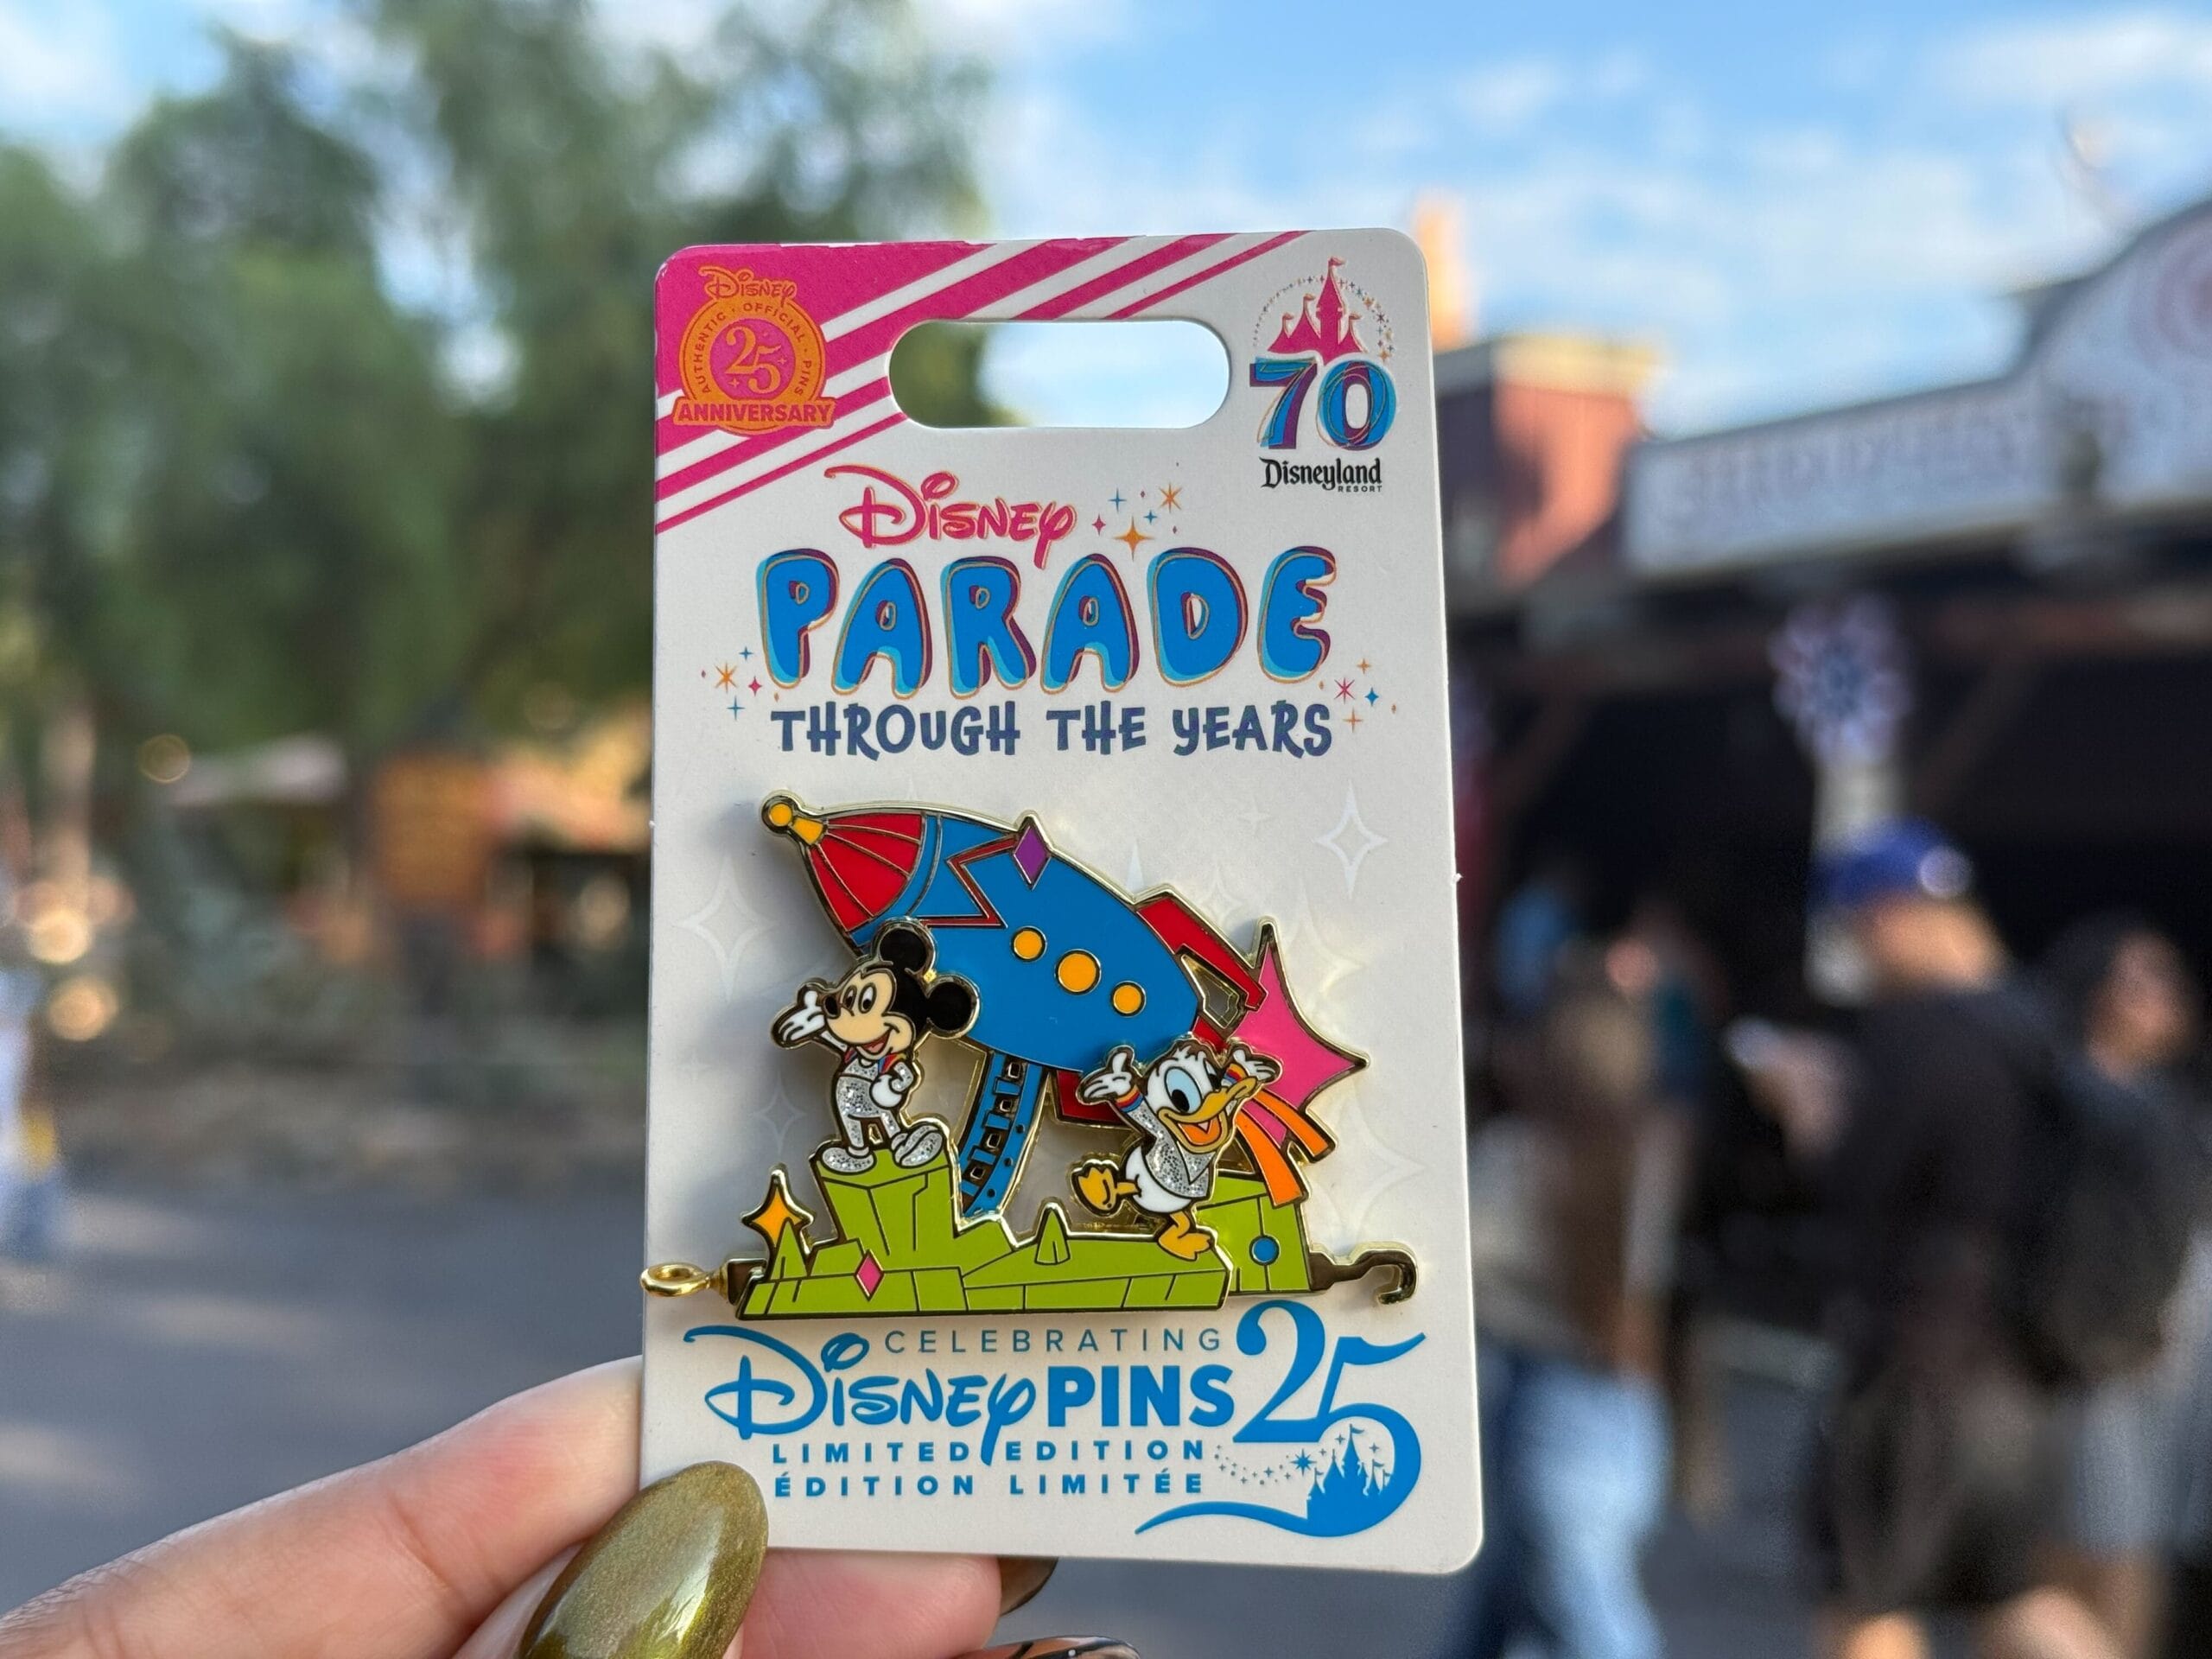 Disney
AUTHENTIC • OFFICIAL • PINS
25
ANNIVERSARY
70
Disneyland
RESORT
Disney
PARADE
THROUGH THE YEARS
CELEBRATING
Disney PINS 25
LIMITED EDITION
ÉDITION LIMITÉE